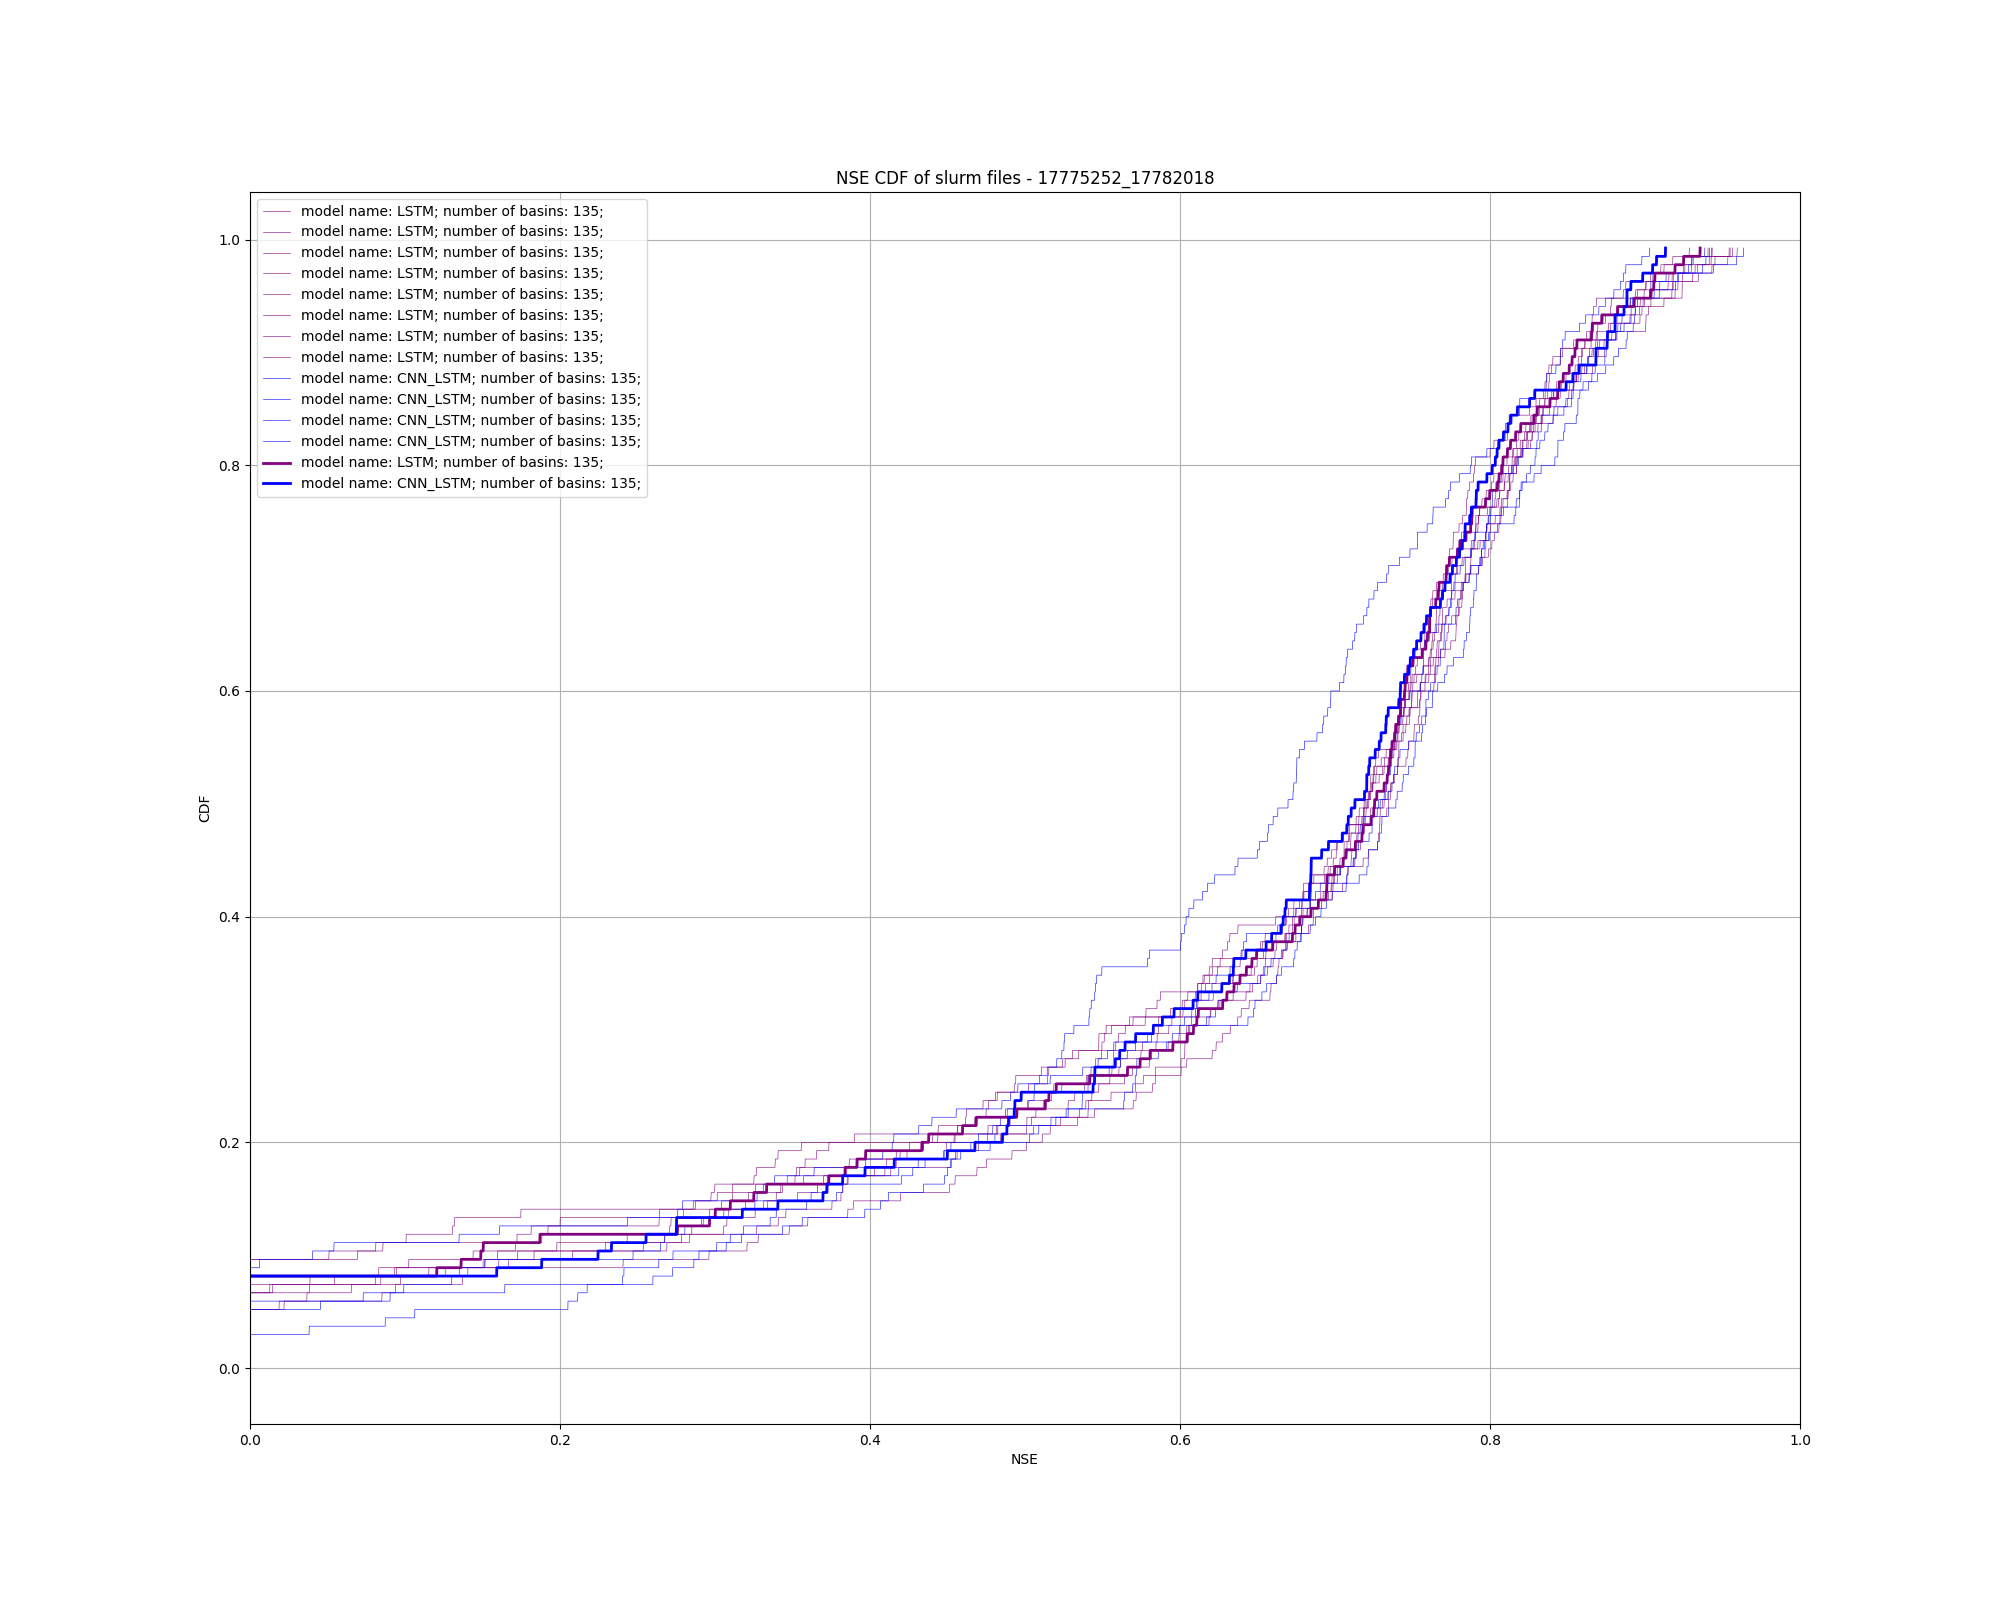 NSE CDF of slurm files - 17775252_17782018
model name: LSTM; number of basins: 135;
model name: LSTM; number of basins: 135;
model name: LSTM; number of basins: 135;
model name: LSTM; number of basins: 135;
model name: LSTM; number of basins: 135;
model name: LSTM; number of basins: 135;
model name: LSTM; number of basins: 135;
model name: LSTM; number of basins: 135;
model name: CNN_LSTM; number of basins: 135;
model name: CNN_LSTM; number of basins: 135;
model name: CNN_LSTM; number of basins: 135;
model name: CNN_LSTM; number of basins: 135;
model name: LSTM; number of basins: 135;
model name: CNN_LSTM; number of basins: 135;
1.0
0.8
0.6
0.4
0.2
0.0
CDF
0.0 0.2 0.4 0.6 0.8 1.0
NSE